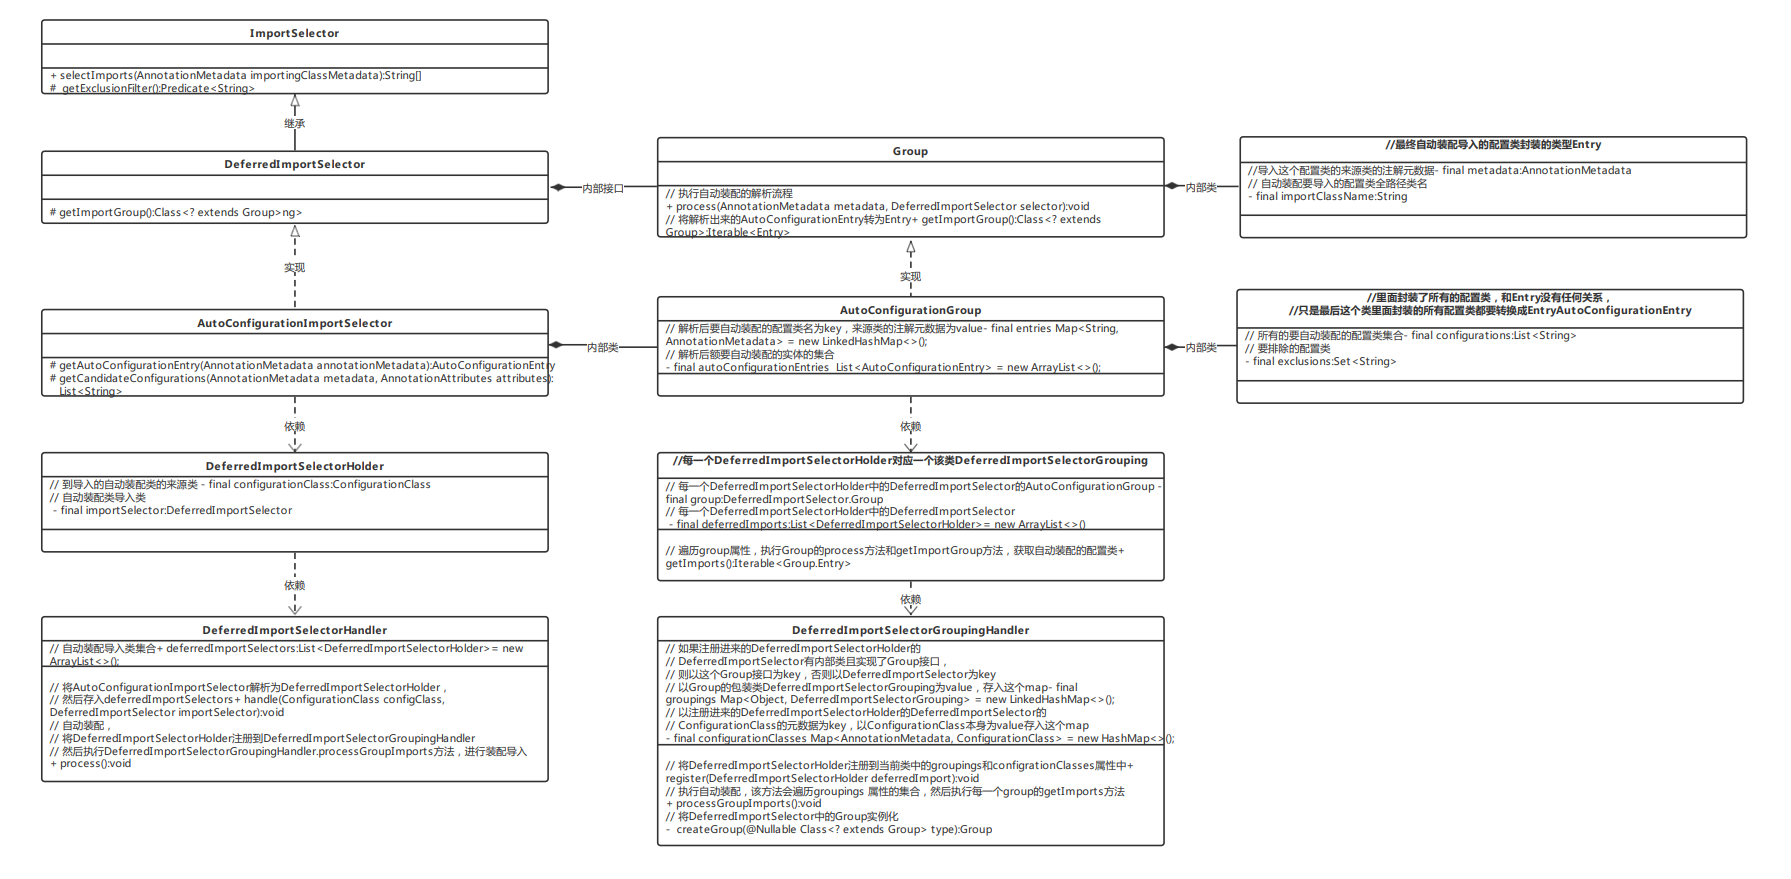 ImportSelector
+ selectImports(AnnotationMetadata importingClassMetadata):String[]
#  getExclusionFilter():Predicate<String>
继承
DeferredImportSelector
# getImportGroup():Class<? extends Group>ng>
实现
AutoConfigurationImportSelector
# getAutoConfigurationEntry(AnnotationMetadata annotationMetadata):AutoConfigurationEntry
# getCandidateConfigurations(AnnotationMetadata metadata, AnnotationAttributes attributes):
List<String>
依赖
DeferredImportSelectorHolder
// 到导入的自动装配类的来源类 - final configurationClass:ConfigurationClass
// 自动装配类导入类
- final importSelector:DeferredImportSelector
依赖
DeferredImportSelectorHandler
// 自动装配导入类集合+ deferredImportSelectors:List<DeferredImportSelectorHolder>= new
ArrayList<>();
// 将AutoConfigurationImportSelector解析为DeferredImportSelectorHolder，
// 然后存入deferredImportSelectors+ handle(ConfigurationClass configClass,
DeferredImportSelector importSelector):void
// 自动装配，
// 将DeferredImportSelectorHolder注册到DeferredImportSelectorGroupingHandler
// 然后执行DeferredImportSelectorGroupingHandler.processGroupImports方法，进行装配导入
+ process():void
内部接口
Group
// 执行自动装配的解析流程
+ process(AnnotationMetadata metadata, DeferredImportSelector selector):void
// 将解析出来的AutoConfigurationEntry转为Entry+ getImportGroup():Class<? extends
Group>:Iterable<Entry>
实现
内部类
AutoConfigurationGroup
// 解析后要自动装配的配置类名为key，来源类的注解元数据为value- final entries Map<String,
AnnotationMetadata> = new LinkedHashMap<>();
// 解析后额要自动装配的实体的集合
- final autoConfigurationEntries  List<AutoConfigurationEntry> = new ArrayList<>();
依赖
//每一个DeferredImportSelectorHolder对应一个该类DeferredImportSelectorGrouping
// 每一个DeferredImportSelectorHolder中的DeferredImportSelector的AutoConfigurationGroup -
final group:DeferredImportSelector.Group
// 每一个DeferredImportSelectorHolder中的DeferredImportSelector
- final deferredImports:List<DeferredImportSelectorHolder>= new ArrayList<>()
// 遍历group属性，执行Group的process方法和getImportGroup方法，获取自动装配的配置类+
getImports():Iterable<Group.Entry>
依赖
DeferredImportSelectorGroupingHandler
// 如果注册进来的DeferredImportSelectorHolder的
// DeferredImportSelector有内部类且实现了Group接口，
// 则以这个Group接口为key，否则以DeferredImportSelector为key
// 以Group的包装类DeferredImportSelectorGrouping为value，存入这个map- final
groupings Map<Object, DeferredImportSelectorGrouping> = new LinkedHashMap<>();
// 以注册进来的DeferredImportSelectorHolder的DeferredImportSelector的
// ConfigurationClass的元数据为key，以ConfigurationClass本身为value存入这个map
- final configurationClasses Map<AnnotationMetadata, ConfigurationClass> = new HashMap<>();
// 将DeferredImportSelectorHolder注册到当前类中的groupings和configrationClasses属性中+
register(DeferredImportSelectorHolder deferredImport):void
// 执行自动装配，该方法会遍历groupings 属性的集合，然后执行每一个group的getImports方法
+ processGroupImports():void
// 将DeferredImportSelector中的Group实例化
-  createGroup(@Nullable Class<? extends Group> type):Group
内部类
//最终自动装配导入的配置类封装的类型Entry
//导入这个配置类的来源类的注解元数据- final metadata:AnnotationMetadata
// 自动装配要导入的配置类全路径类名
- final importClassName:String
内部类
//里面封装了所有的配置类，和Entry没有任何关系，
//只是最后这个类里面封装的所有配置类都要转换成EntryAutoConfigurationEntry
// 所有的要自动装配的配置类集合- final configurations:List<String>
// 要排除的配置类
- final exclusions:Set<String>